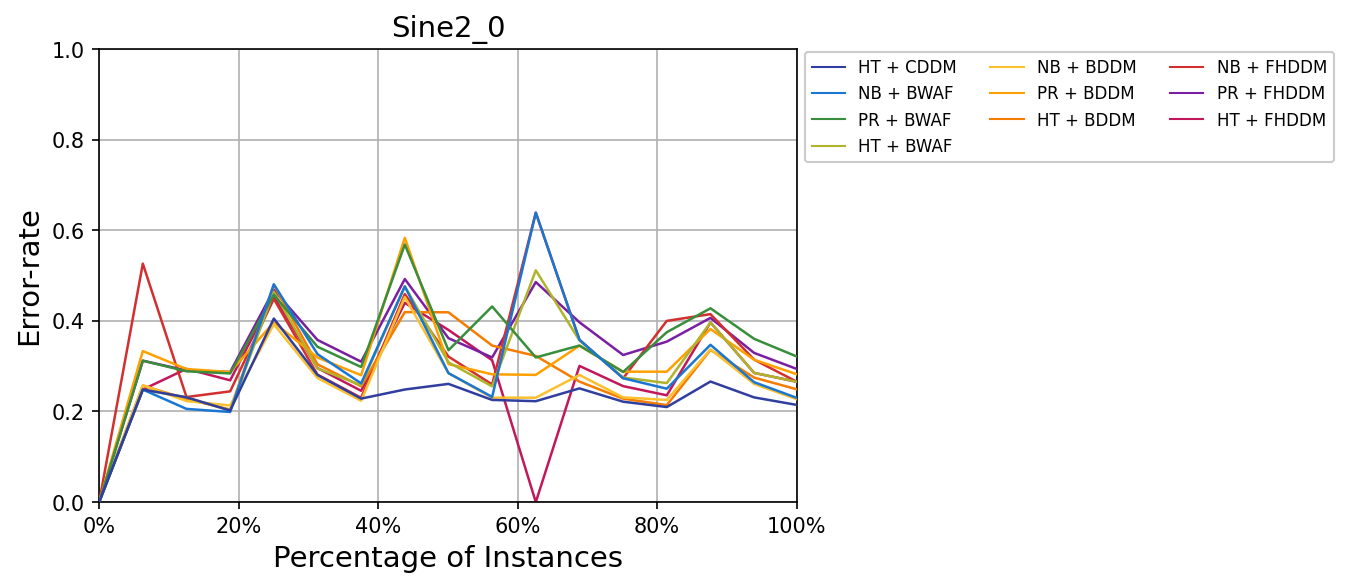 Sine2_0
Error-rate
1.0
0.8
0.6
0.4
0.2
0.0
0% 20% 40% 60% 80% 100%
Percentage of Instances
HT + CDDM NB + BDDM NB + FHDDM
NB + BWAF PR + BDDM PR + FHDDM
PR + BWAF HT + BDDM HT + FHDDM
HT + BWAF